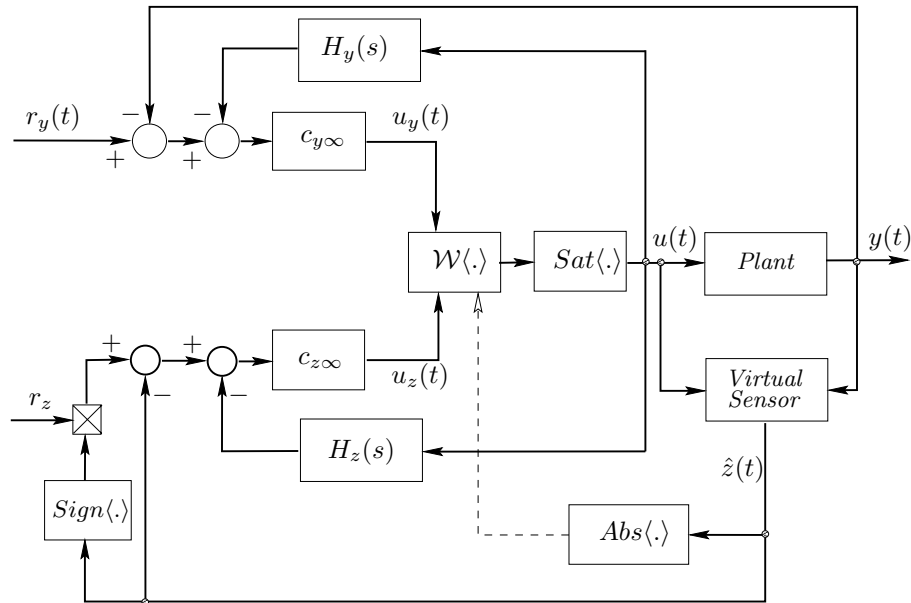 H_y(s)
r_y(t)
−
−
+
+
c_{y∞}
u_y(t)
𝒲⟨.⟩
Sat⟨.⟩
u(t)
Plant
y(t)
+
−
+
−
c_{z∞}
u_z(t)
r_z
H_z(s)
Virtual
Sensor
ẑ(t)
Sign⟨.⟩
Abs⟨.⟩